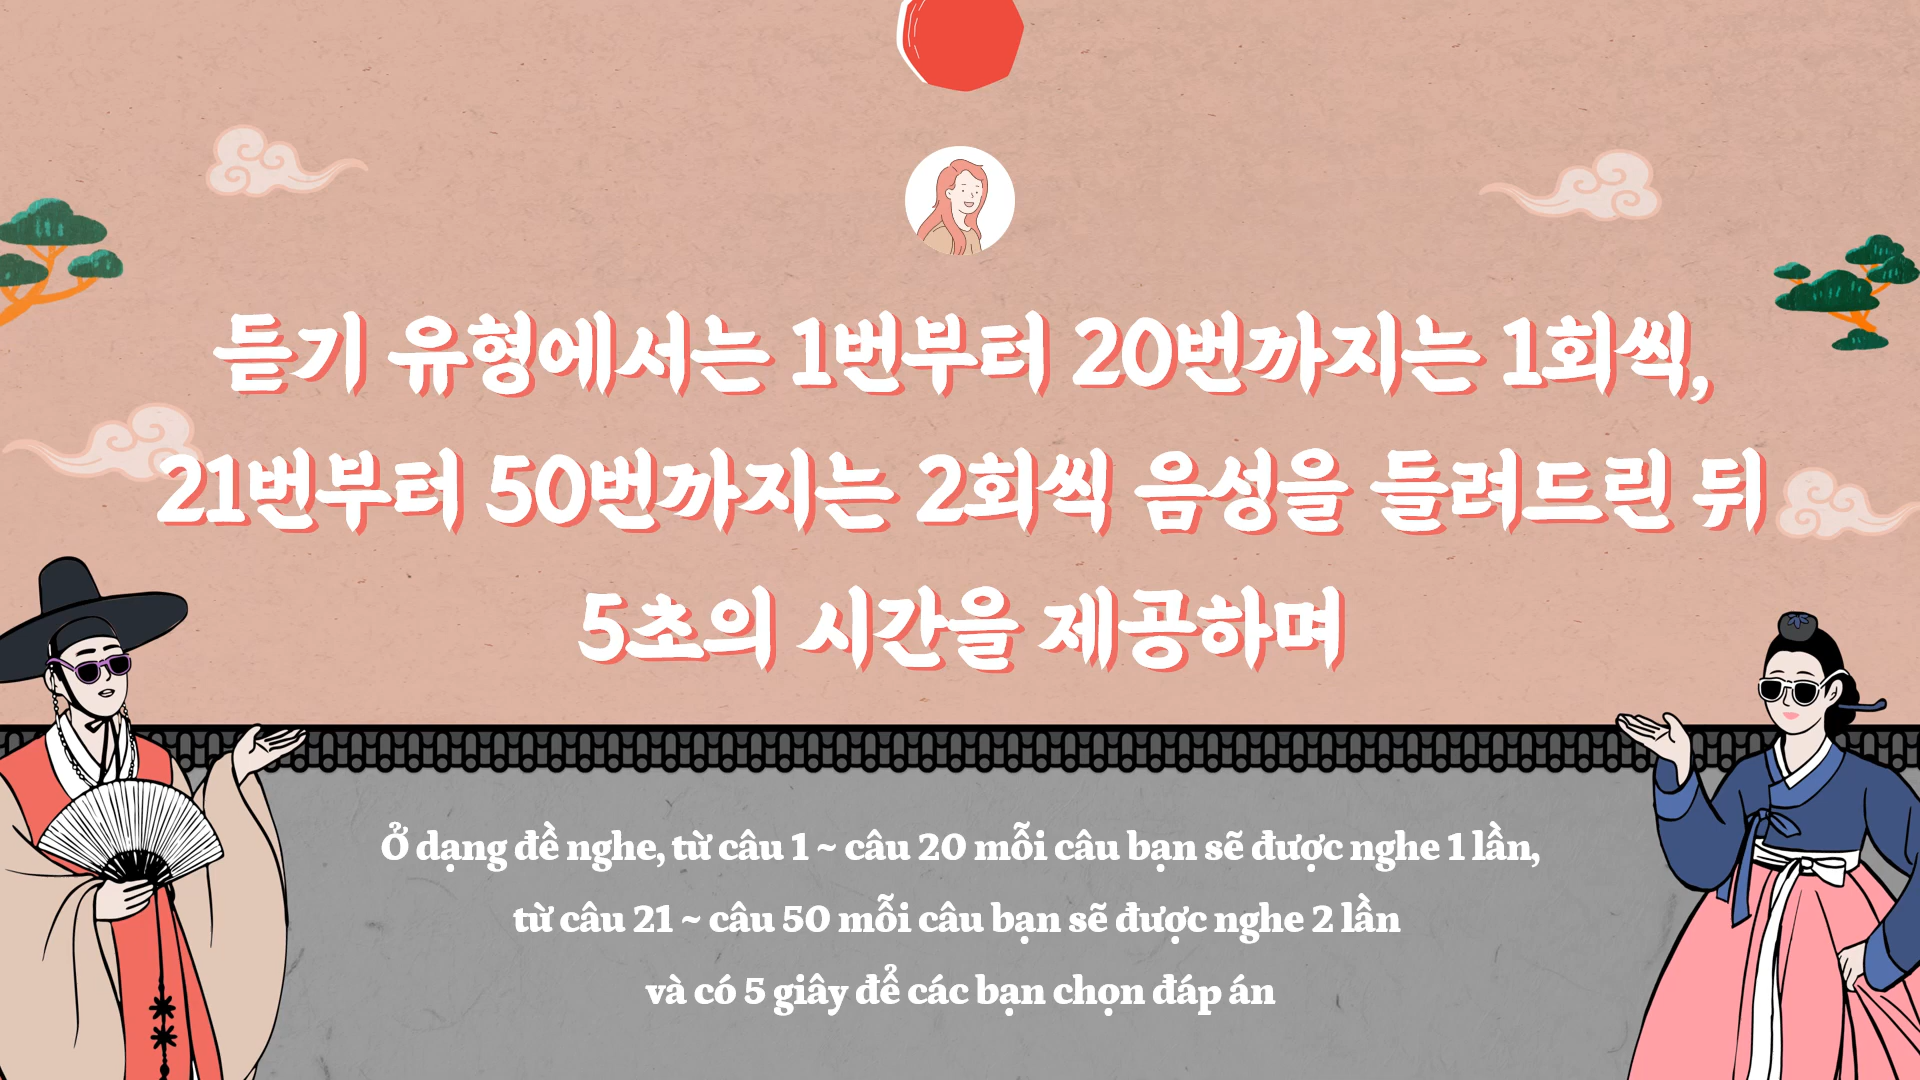 듣기 유형에서는 1번부터 20번까지는 1회씩,
21번부터 50번까지는 2회씩 음성을 들려드린 뒤
5초의 시간을 제공하며
Ở dạng đề nghe, từ câu 1 ~ câu 20 mỗi câu bạn sẽ được nghe 1 lần,
từ câu 21 ~ câu 50 mỗi câu bạn sẽ được nghe 2 lần
và có 5 giây để các bạn chọn đáp án